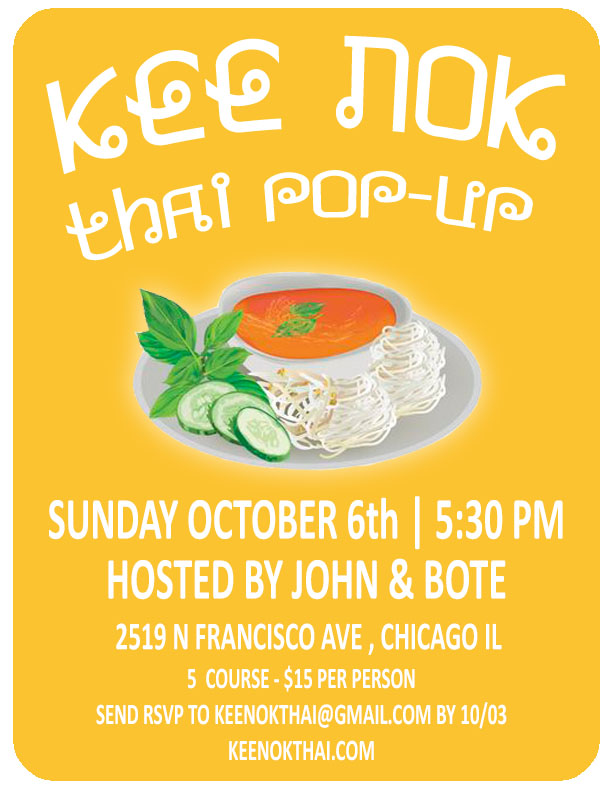 KEE NOK
THAI POP-UP
SUNDAY OCTOBER 6th | 5:30 PM
HOSTED BY JOHN & BOTE
2519 N FRANCISCO AVE , CHICAGO IL
5 COURSE - $15 PER PERSON
SEND RSVP TO KEENOKTHAI@GMAIL.COM BY 10/03
KEENOKTHAI.COM